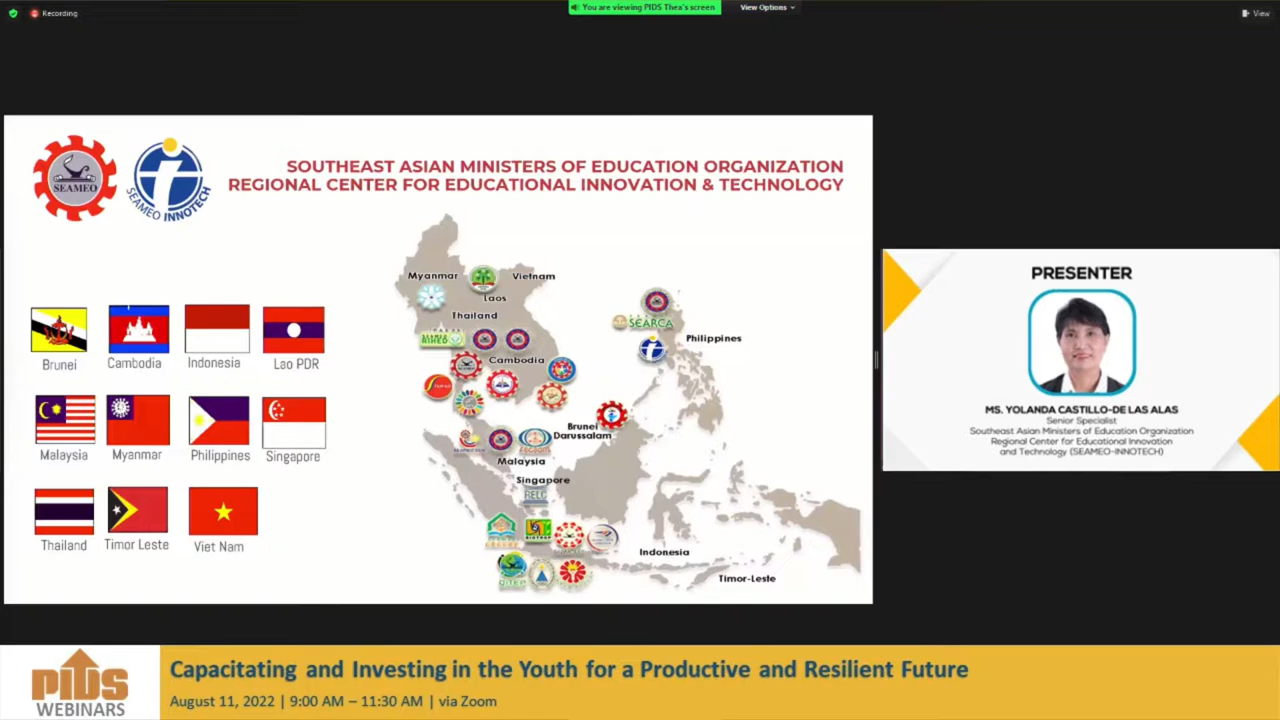 Recording
You are viewing PIDS Thea's screen
View Options
View
SEAMEO
SEAMEO INNOTECH
SOUTHEAST ASIAN MINISTERS OF EDUCATION ORGANIZATION
REGIONAL CENTER FOR EDUCATIONAL INNOVATION & TECHNOLOGY
Brunei
Cambodia
Indonesia
Lao PDR
Malaysia
Myanmar
Philippines
Singapore
Thailand
Timor Leste
Viet Nam
Myanmar
Vietnam
Laos
Thailand
SEARCA
Philippines
Cambodia
Brunei
Darussalam
Malaysia
Singapore
RELC
Indonesia
Timor-Leste
PRESENTER
MS. YOLANDA CASTILLO-DE LAS ALAS
Senior Specialist
Southeast Asian Ministers of Education Organization
Regional Center for Educational Innovation
and Technology (SEAMEO-INNOTECH)
PIDS
WEBINARS
Capacitating and Investing in the Youth for a Productive and Resilient Future
August 11, 2022 | 9:00 AM – 11:30 AM | via Zoom